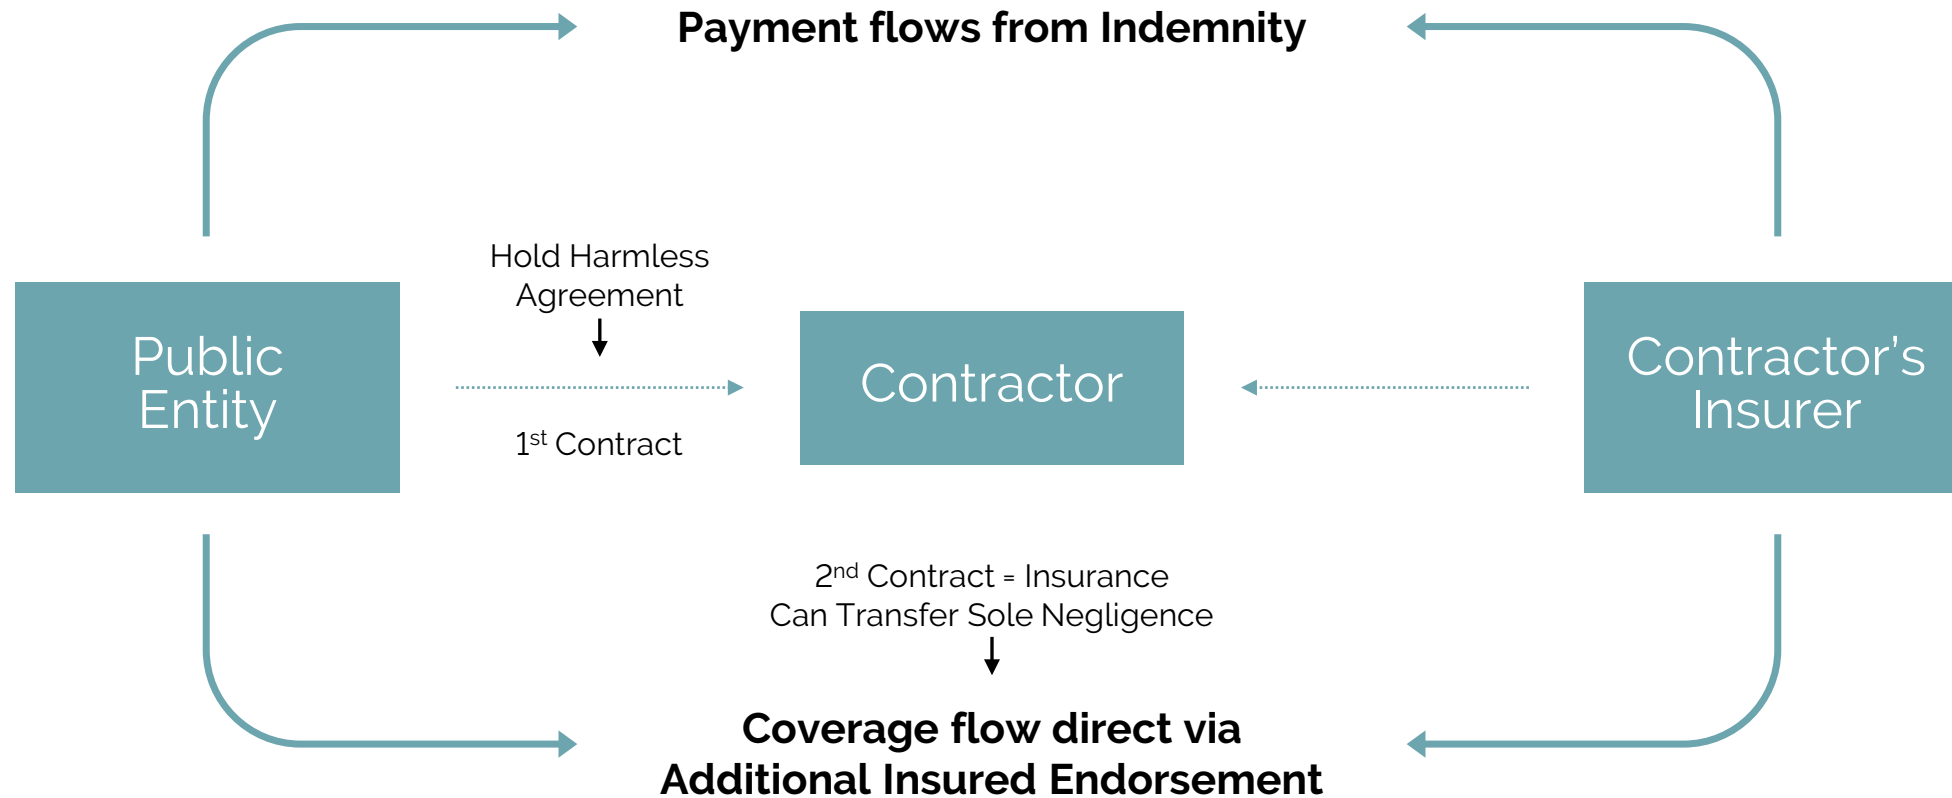 Payment flows from Indemnity
Hold Harmless
Agreement
Public
Entity
1st Contract
Contractor
Contractor’s
Insurer
2nd Contract = Insurance
Can Transfer Sole Negligence
Coverage flow direct via
Additional Insured Endorsement